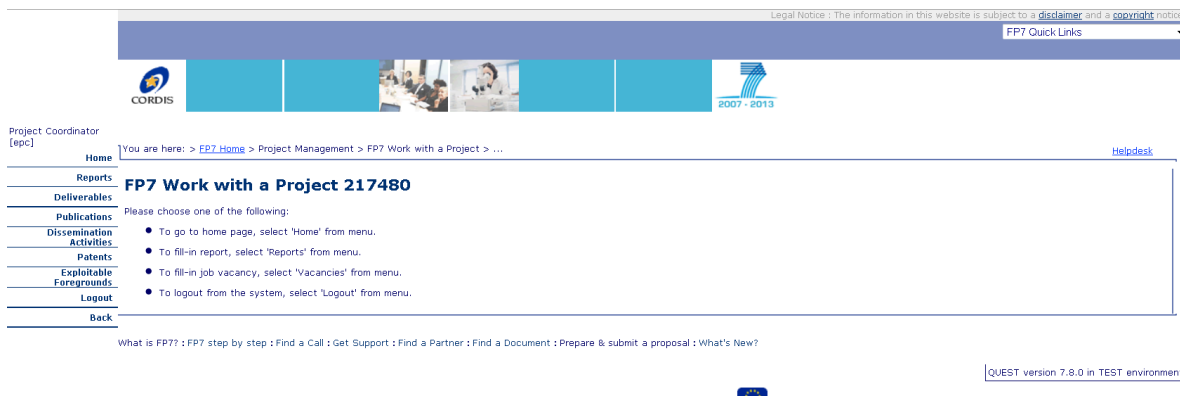 Legal Notice : The information in this website is subject to a disclaimer and a copyright notice
FP7 Quick Links
CORDIS
2007 - 2013
Project Coordinator
[epc]
You are here: > FP7 Home > Project Management > FP7 Work with a Project > ...
Helpdesk
Home
Reports
Deliverables
Publications
Dissemination
Activities
Patents
Exploitable
Foregrounds
Logout
Back
FP7 Work with a Project 217480
Please choose one of the following:
To go to home page, select 'Home' from menu.
To fill-in report, select 'Reports' from menu.
To fill-in job vacancy, select 'Vacancies' from menu.
To logout from the system, select 'Logout' from menu.
What is FP7? : FP7 step by step : Find a Call : Get Support : Find a Partner : Find a Document : Prepare & submit a proposal : What's New?
QUEST version 7.8.0 in TEST environmen